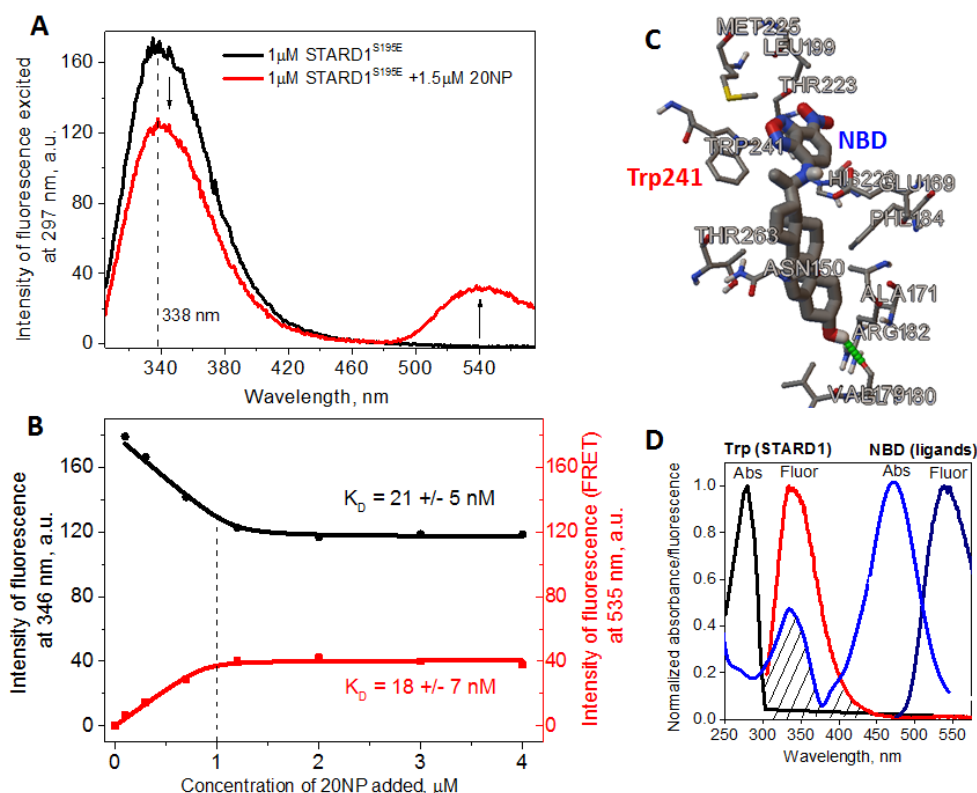 A
1μM STARD1S195E
1μM STARD1S195E +1.5μM 20NP
Intensity of fluorescence excited
at 297 nm, a.u.
160
120
80
40
0
338 nm
340 380 420 460 500 540
Wavelength, nm
B
KD = 21 +/- 5 nM
KD = 18 +/- 7 nM
Intensity of fluorescence
at 346 nm, a.u.
160
120
80
40
0
160
120
80
40
0
Intensity of fluorescence (FRET)
at 535 nm, a.u.
0 1 2 3 4
Concentration of 20NP added, μM
C
MET225
LEU199
THR223
NBD
TRP241
Trp241
GLU169
PHE184
THR263
ASN150
ALA171
ARG182
D
Trp (STARD1) NBD (ligands)
Abs Fluor Abs Fluor
Normalized absorbance/fluorescence
1.0
0.8
0.6
0.4
0.2
0.0
250 300 350 400 450 500 550
Wavelength, nm